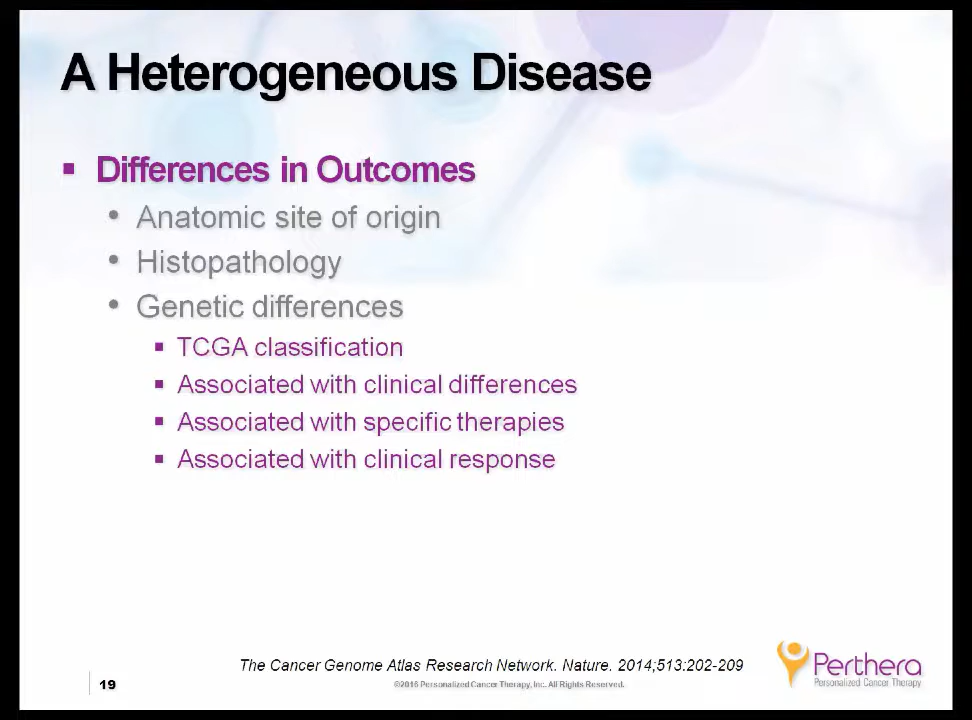 A Heterogeneous Disease
▪ Differences in Outcomes
• Anatomic site of origin
• Histopathology
• Genetic differences
▪ TCGA classification
▪ Associated with clinical differences
▪ Associated with specific therapies
▪ Associated with clinical response
The Cancer Genome Atlas Research Network. Nature. 2014;513:202-209
19
©2016 Personalized Cancer Therapy, Inc. All Rights Reserved.
Perthera
Personalized Cancer Therapy